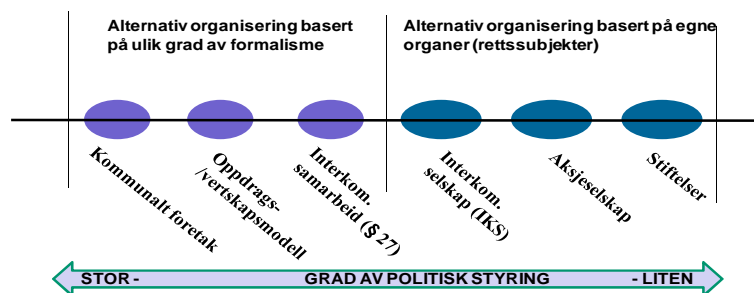 Alternativ organisering basert
på ulik grad av formalisme
Alternativ organisering basert på egne
organer (rettssubjekter)
Kommunalt foretak
Oppdrags-
/vertskapsmodell
Interkom.
samarbeid (§ 27)
Interkom.
selskap (IKS)
Aksjeselskap
Stiftelser
STOR - GRAD AV POLITISK STYRING - LITEN